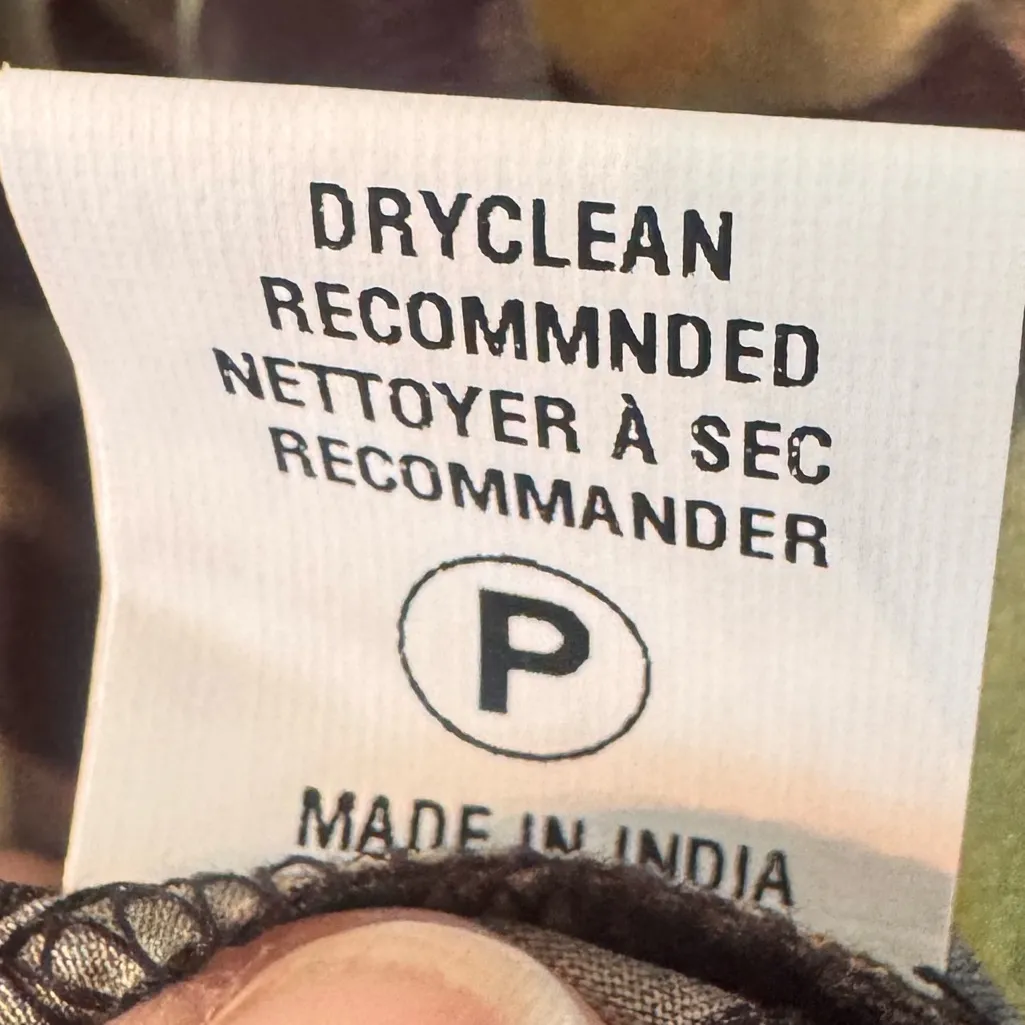 DRYCLEAN
RECOMMNDED
NETTOYER À SEC
RECOMMANDER
P
MADE IN INDIA